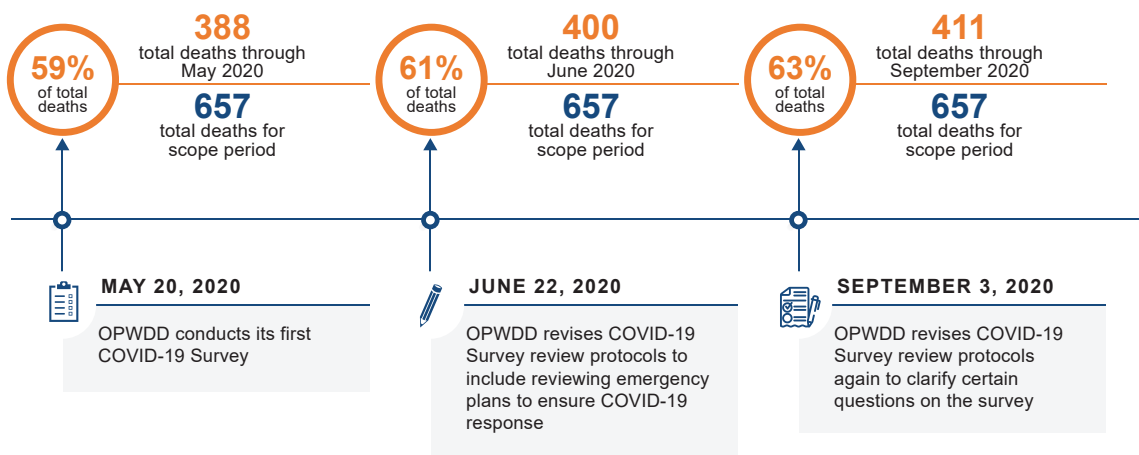 59%
of total
deaths
388
total deaths through
May 2020
657
total deaths for
scope period
61%
of total
deaths
400
total deaths through
June 2020
657
total deaths for
scope period
63%
of total
deaths
411
total deaths through
September 2020
657
total deaths for
scope period
MAY 20, 2020
OPWDD conducts its first
COVID-19 Survey
JUNE 22, 2020
OPWDD revises COVID-19
Survey review protocols to
include reviewing emergency
plans to ensure COVID-19
response
SEPTEMBER 3, 2020
OPWDD revises COVID-19
Survey review protocols
again to clarify certain
questions on the survey